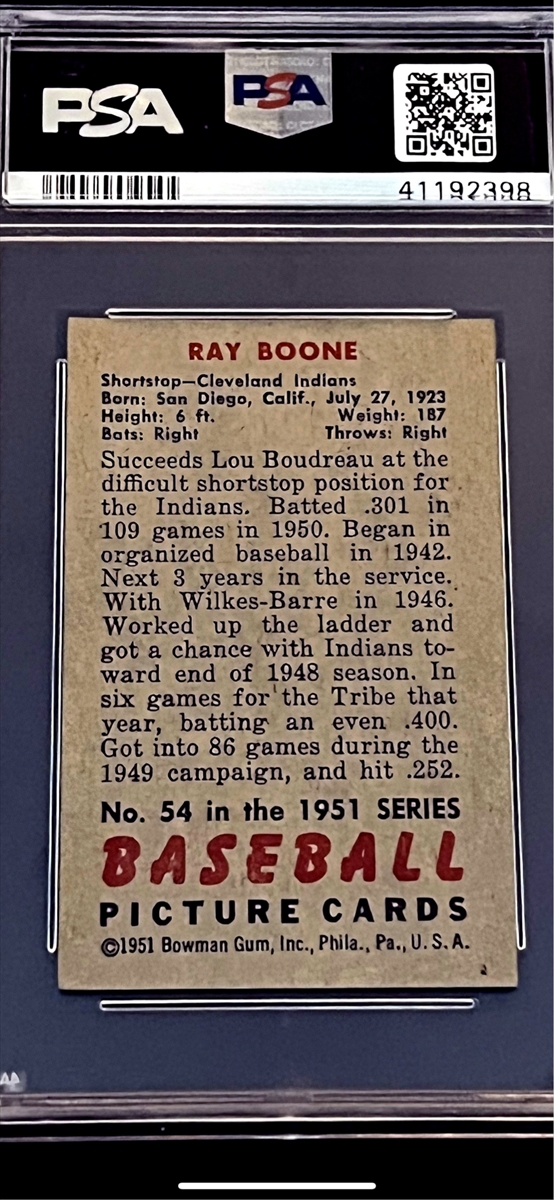 PSA
PSA
41192398
RAY BOONE
Shortstop—Cleveland Indians
Born: San Diego, Calif., July 27, 1923
Height: 6 ft. Weight: 187
Bats: Right Throws: Right
Succeeds Lou Boudreau at the
difficult shortstop position for
the Indians. Batted .301 in
109 games in 1950. Began in
organized baseball in 1942.
Next 3 years in the service.
With Wilkes-Barre in 1946.
Worked up the ladder and
got a chance with Indians to-
ward end of 1948 season. In
six games for the Tribe that
year, batting an even .400.
Got into 86 games during the
1949 campaign, and hit .252.
No. 54 in the 1951 SERIES
BASEBALL
PICTURE CARDS
©1951 Bowman Gum, Inc., Phila., Pa., U.S.A.